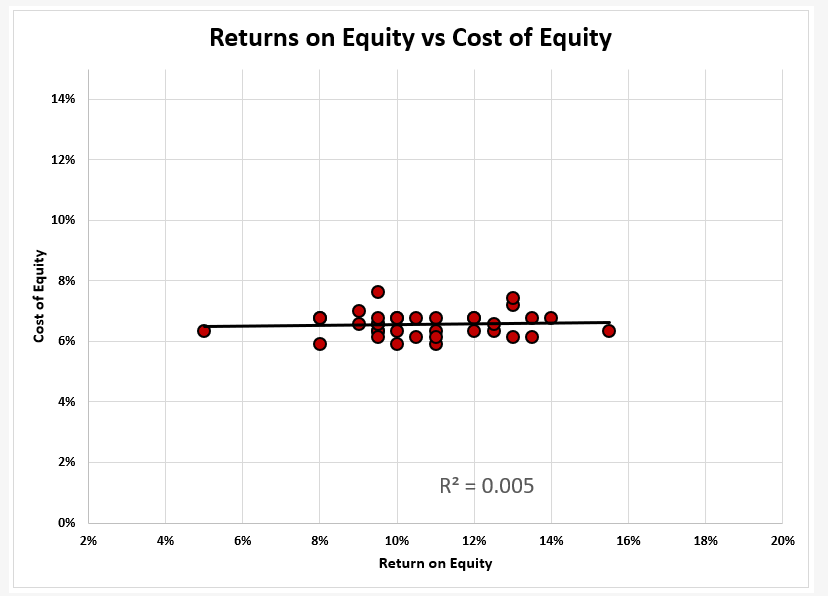 Returns on Equity vs Cost of Equity
14%
12%
10%
8%
6%
4%
2%
0%
Cost of Equity
R² = 0.005
2% 4% 6% 8% 10% 12% 14% 16% 18% 20%
Return on Equity